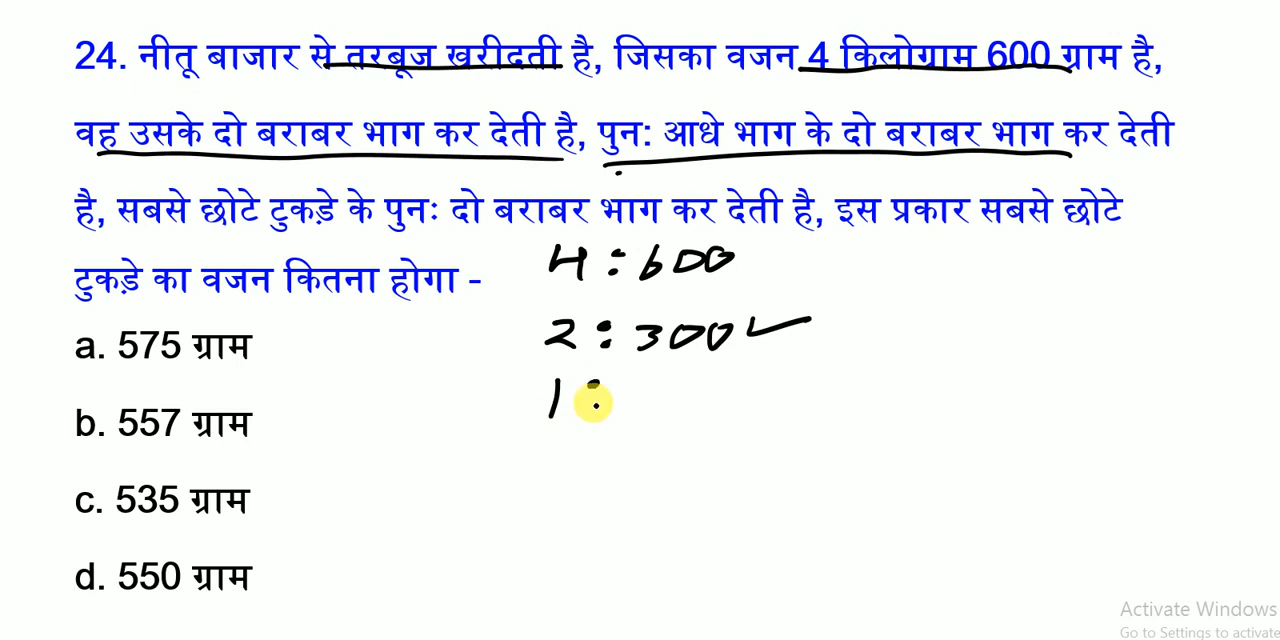 24. नीतू बाजार से तरबूज खरीदती है, जिसका वजन 4 किलोग्राम 600 ग्राम है,
वह उसके दो बराबर भाग कर देती है, पुन: आधे भाग के दो बराबर भाग कर देती
है, सबसे छोटे टुकड़े के पुनः दो बराबर भाग कर देती है, इस प्रकार सबसे छोटे
टुकड़े का वजन कितना होगा -
4 : 600
a. 575 ग्राम
2 : 300 ✓
1 :
b. 557 ग्राम
c. 535 ग्राम
d. 550 ग्राम
Activate Windows
Go to Settings to activate